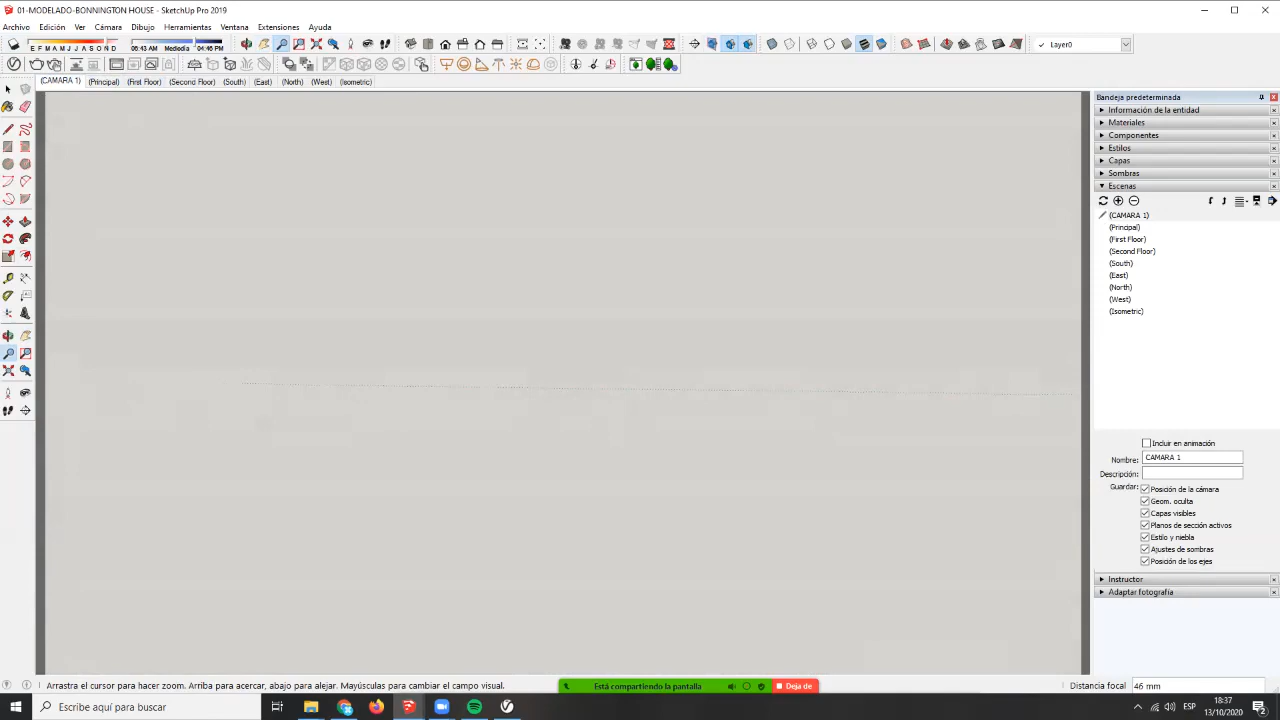 01-MODELADO-BONNINGTON HOUSE - SketchUp Pro 2019
Archivo Edición Ver Cámara Dibujo Herramientas Ventana Extensiones Ayuda
E F M A M J J A S O N D 06:43 AM Mediodía 04:46 PM Layer0
(CAMARA 1) (Principal) (First Floor) (Second Floor) (South) (East) (North) (West) (Isometric)
Bandeja predeterminada
Información de la entidad
Materiales
Componentes
Estilos
Capas
Sombras
Escenas
(CAMARA 1)
(Principal)
(First Floor)
(Second Floor)
(South)
(East)
(North)
(West)
(Isometric)
Incluir en animación
Nombre: CAMARA 1
Descripción:
Guardar: Posición de la cámara
Geom. oculta
Capas visibles
Planos de sección activos
Estilo y niebla
Ajustes de sombras
Posición de los ejes
Instructor
Adaptar fotografía
Arrastra el cursor para hacer zoom. Arriba para acercar, abajo para alejar. Mayúsculas para cambiar el campo visual.
Está compartiendo la pantalla
Deja de
Distancia focal 46 mm
Escribe aquí para buscar
ESP
18:37
13/10/2020
2